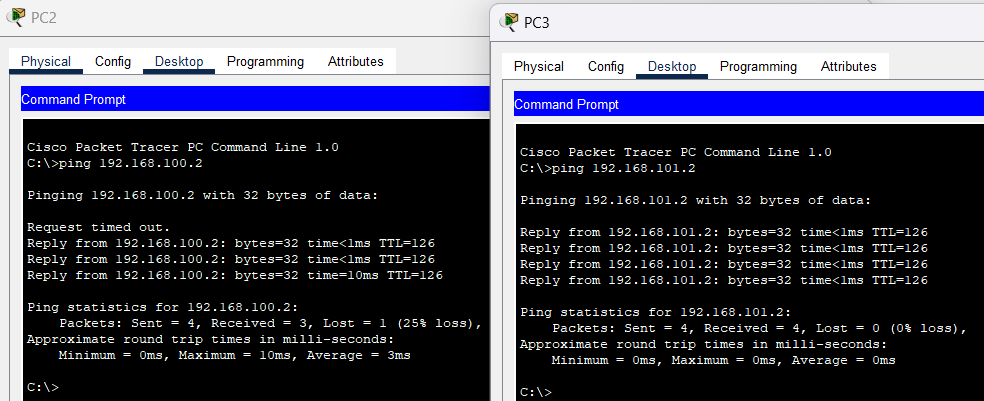 PC2
Physical Config Desktop Programming Attributes
Command Prompt
Cisco Packet Tracer PC Command Line 1.0
C:\>ping 192.168.100.2
Pinging 192.168.100.2 with 32 bytes of data:
Request timed out.
Reply from 192.168.100.2: bytes=32 time<1ms TTL=126
Reply from 192.168.100.2: bytes=32 time<1ms TTL=126
Reply from 192.168.100.2: bytes=32 time=10ms TTL=126
Ping statistics for 192.168.100.2:
Packets: Sent = 4, Received = 3, Lost = 1 (25% loss),
Approximate round trip times in milli-seconds:
Minimum = 0ms, Maximum = 10ms, Average = 3ms
C:\>
PC3
Physical Config Desktop Programming Attributes
Command Prompt
Cisco Packet Tracer PC Command Line 1.0
C:\>ping 192.168.101.2
Pinging 192.168.101.2 with 32 bytes of data:
Reply from 192.168.101.2: bytes=32 time<1ms TTL=126
Reply from 192.168.101.2: bytes=32 time<1ms TTL=126
Reply from 192.168.101.2: bytes=32 time<1ms TTL=126
Reply from 192.168.101.2: bytes=32 time<1ms TTL=126
Ping statistics for 192.168.101.2:
Packets: Sent = 4, Received = 4, Lost = 0 (0% loss),
Approximate round trip times in milli-seconds:
Minimum = 0ms, Maximum = 0ms, Average = 0ms
C:\>